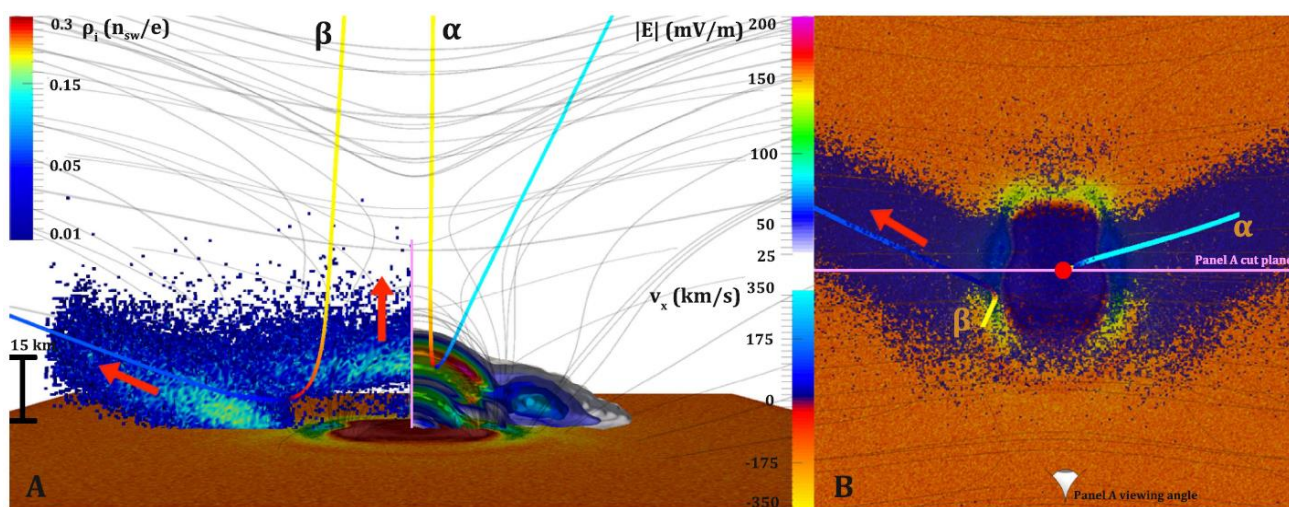 0.3 ρi (nsw/e) β α |E| (mV/m) 200
0.15
150
0.05
100
0.01
50
25
vx (km/s) 350
175
15 km
0
-175
A -350
α
Panel A cut plane
β
B Panel A viewing angle